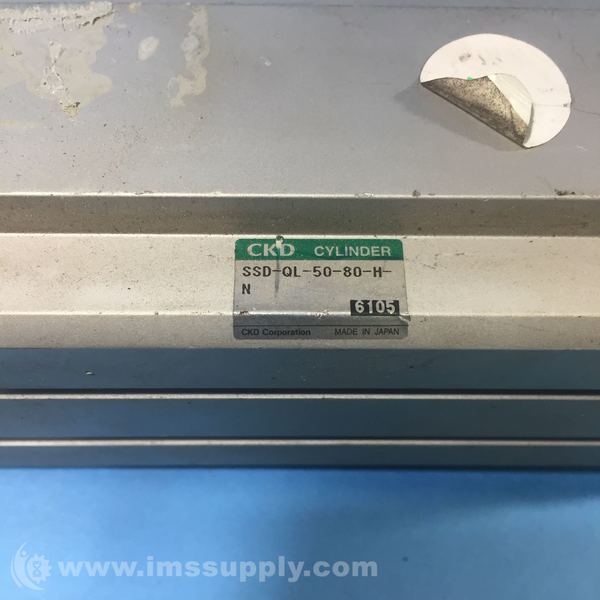 CKD CYLINDER
SSD-QL-50-80-H-
N
6105
CKD Corporation MADE IN JAPAN
www.imssupply.com